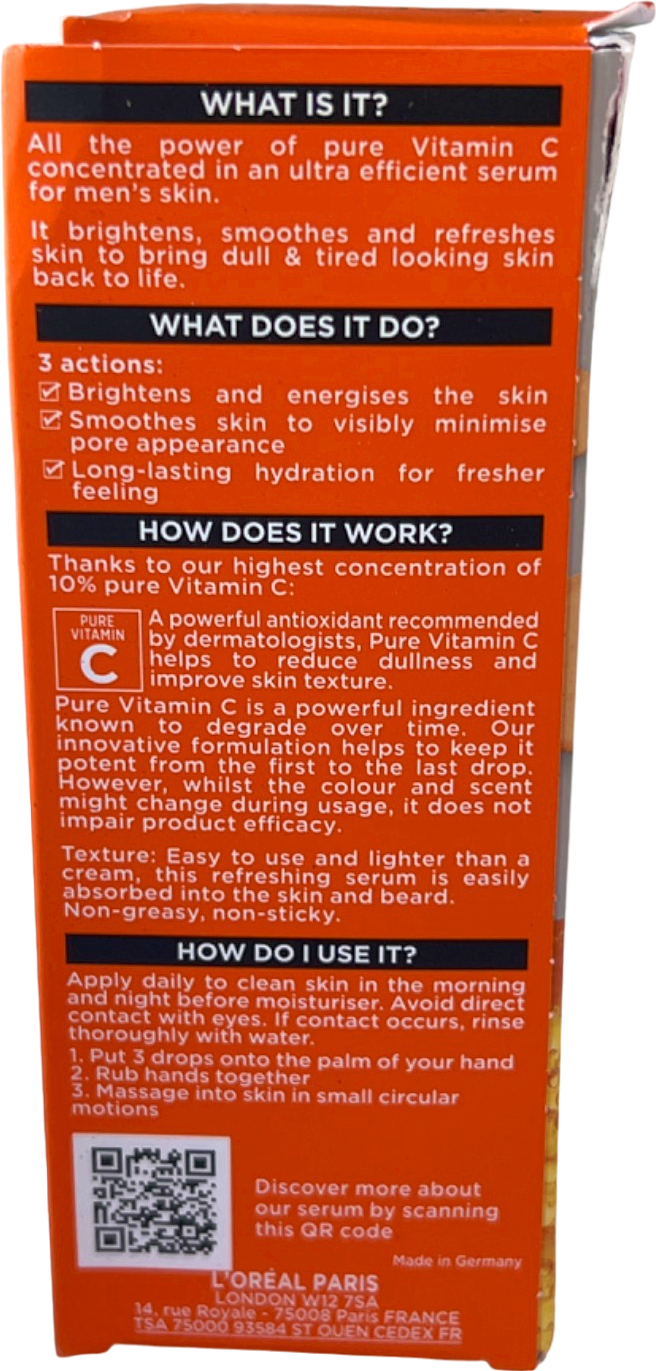 WHAT IS IT?
All the power of pure Vitamin C
concentrated in an ultra efficient serum
for men's skin.
It brightens, smoothes and refreshes
skin to bring dull & tired looking skin
back to life.
WHAT DOES IT DO?
3 actions:
Brightens and energises the skin
Smoothes skin to visibly minimise
pore appearance
Long-lasting hydration for fresher
feeling
HOW DOES IT WORK?
Thanks to our highest concentration of
10% pure Vitamin C:
PURE
VITAMIN
C
A powerful antioxidant recommended
by dermatologists, Pure Vitamin C
helps to reduce dullness and
improve skin texture.
Pure Vitamin C is a powerful ingredient
known to degrade over time. Our
innovative formulation helps to keep it
potent from the first to the last drop.
However, whilst the colour and scent
might change during usage, it does not
impair product efficacy.
Texture: Easy to use and lighter than a
cream, this refreshing serum is easily
absorbed into the skin and beard.
Non-greasy, non-sticky.
HOW DO I USE IT?
Apply daily to clean skin in the morning
and night before moisturiser. Avoid direct
contact with eyes. If contact occurs, rinse
thoroughly with water.
1. Put 3 drops onto the palm of your hand
2. Rub hands together
3. Massage into skin in small circular
motions
Discover more about
our serum by scanning
this QR code
Made in Germany
L'ORÉAL PARIS
LONDON W12 7SA
14, rue Royale - 75008 Paris FRANCE
TSA 75000 93584 ST OUEN CEDEX FR